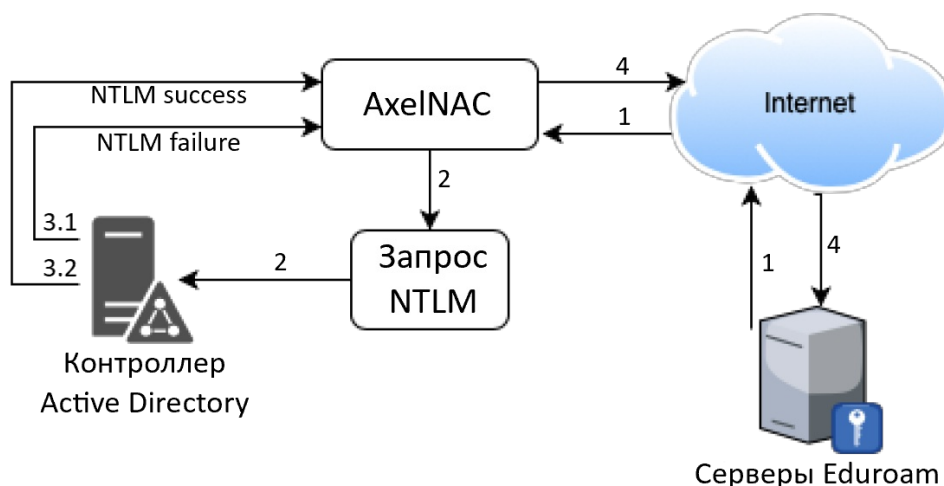 NTLM success
NTLM failure
AxelNAC
4
1
Internet
2
3.1
3.2
2
Запрос
NTLM
1
4
Контроллер
Active Directory
Серверы Eduroam